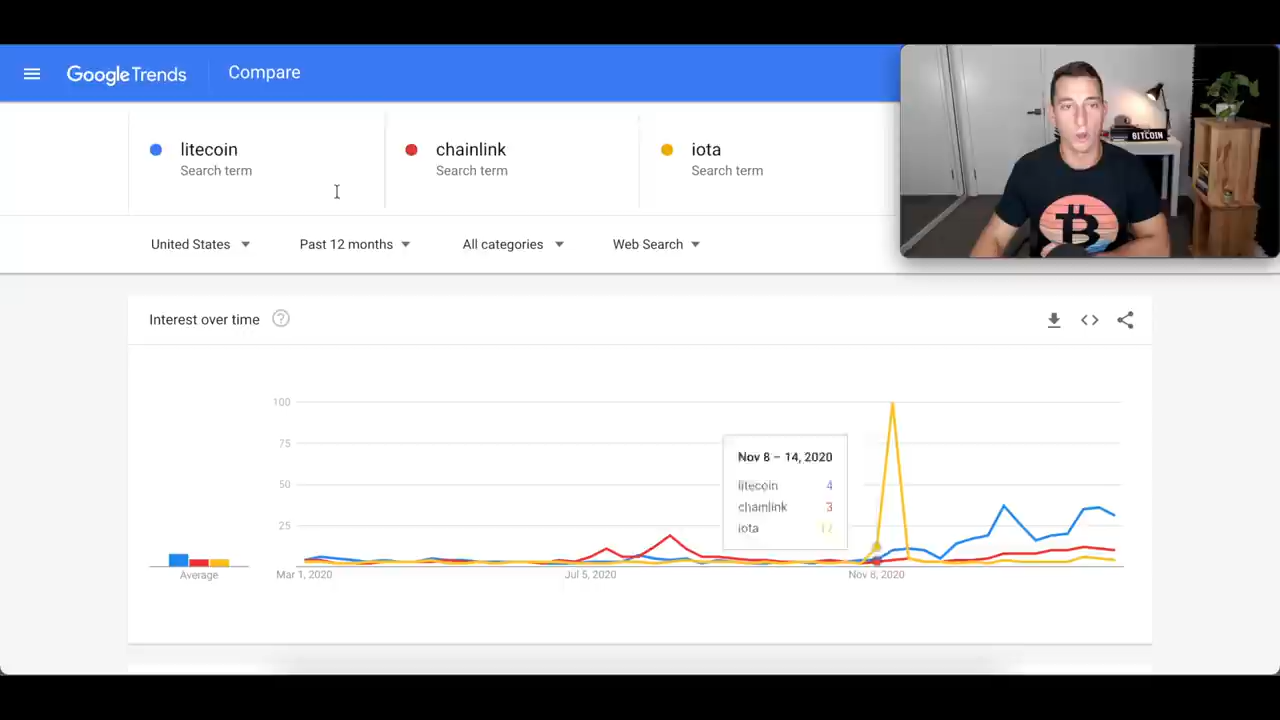 Google Trends
Compare
BITCOIN
litecoin
Search term
chainlink
Search term
iota
Search term
United States
Past 12 months
All categories
Web Search
Interest over time
100
75
50
25
Nov 8 – 14, 2020
litecoin 4
chainlink 3
iota 12
Average
Mar 1, 2020
Jul 5, 2020
Nov 8, 2020